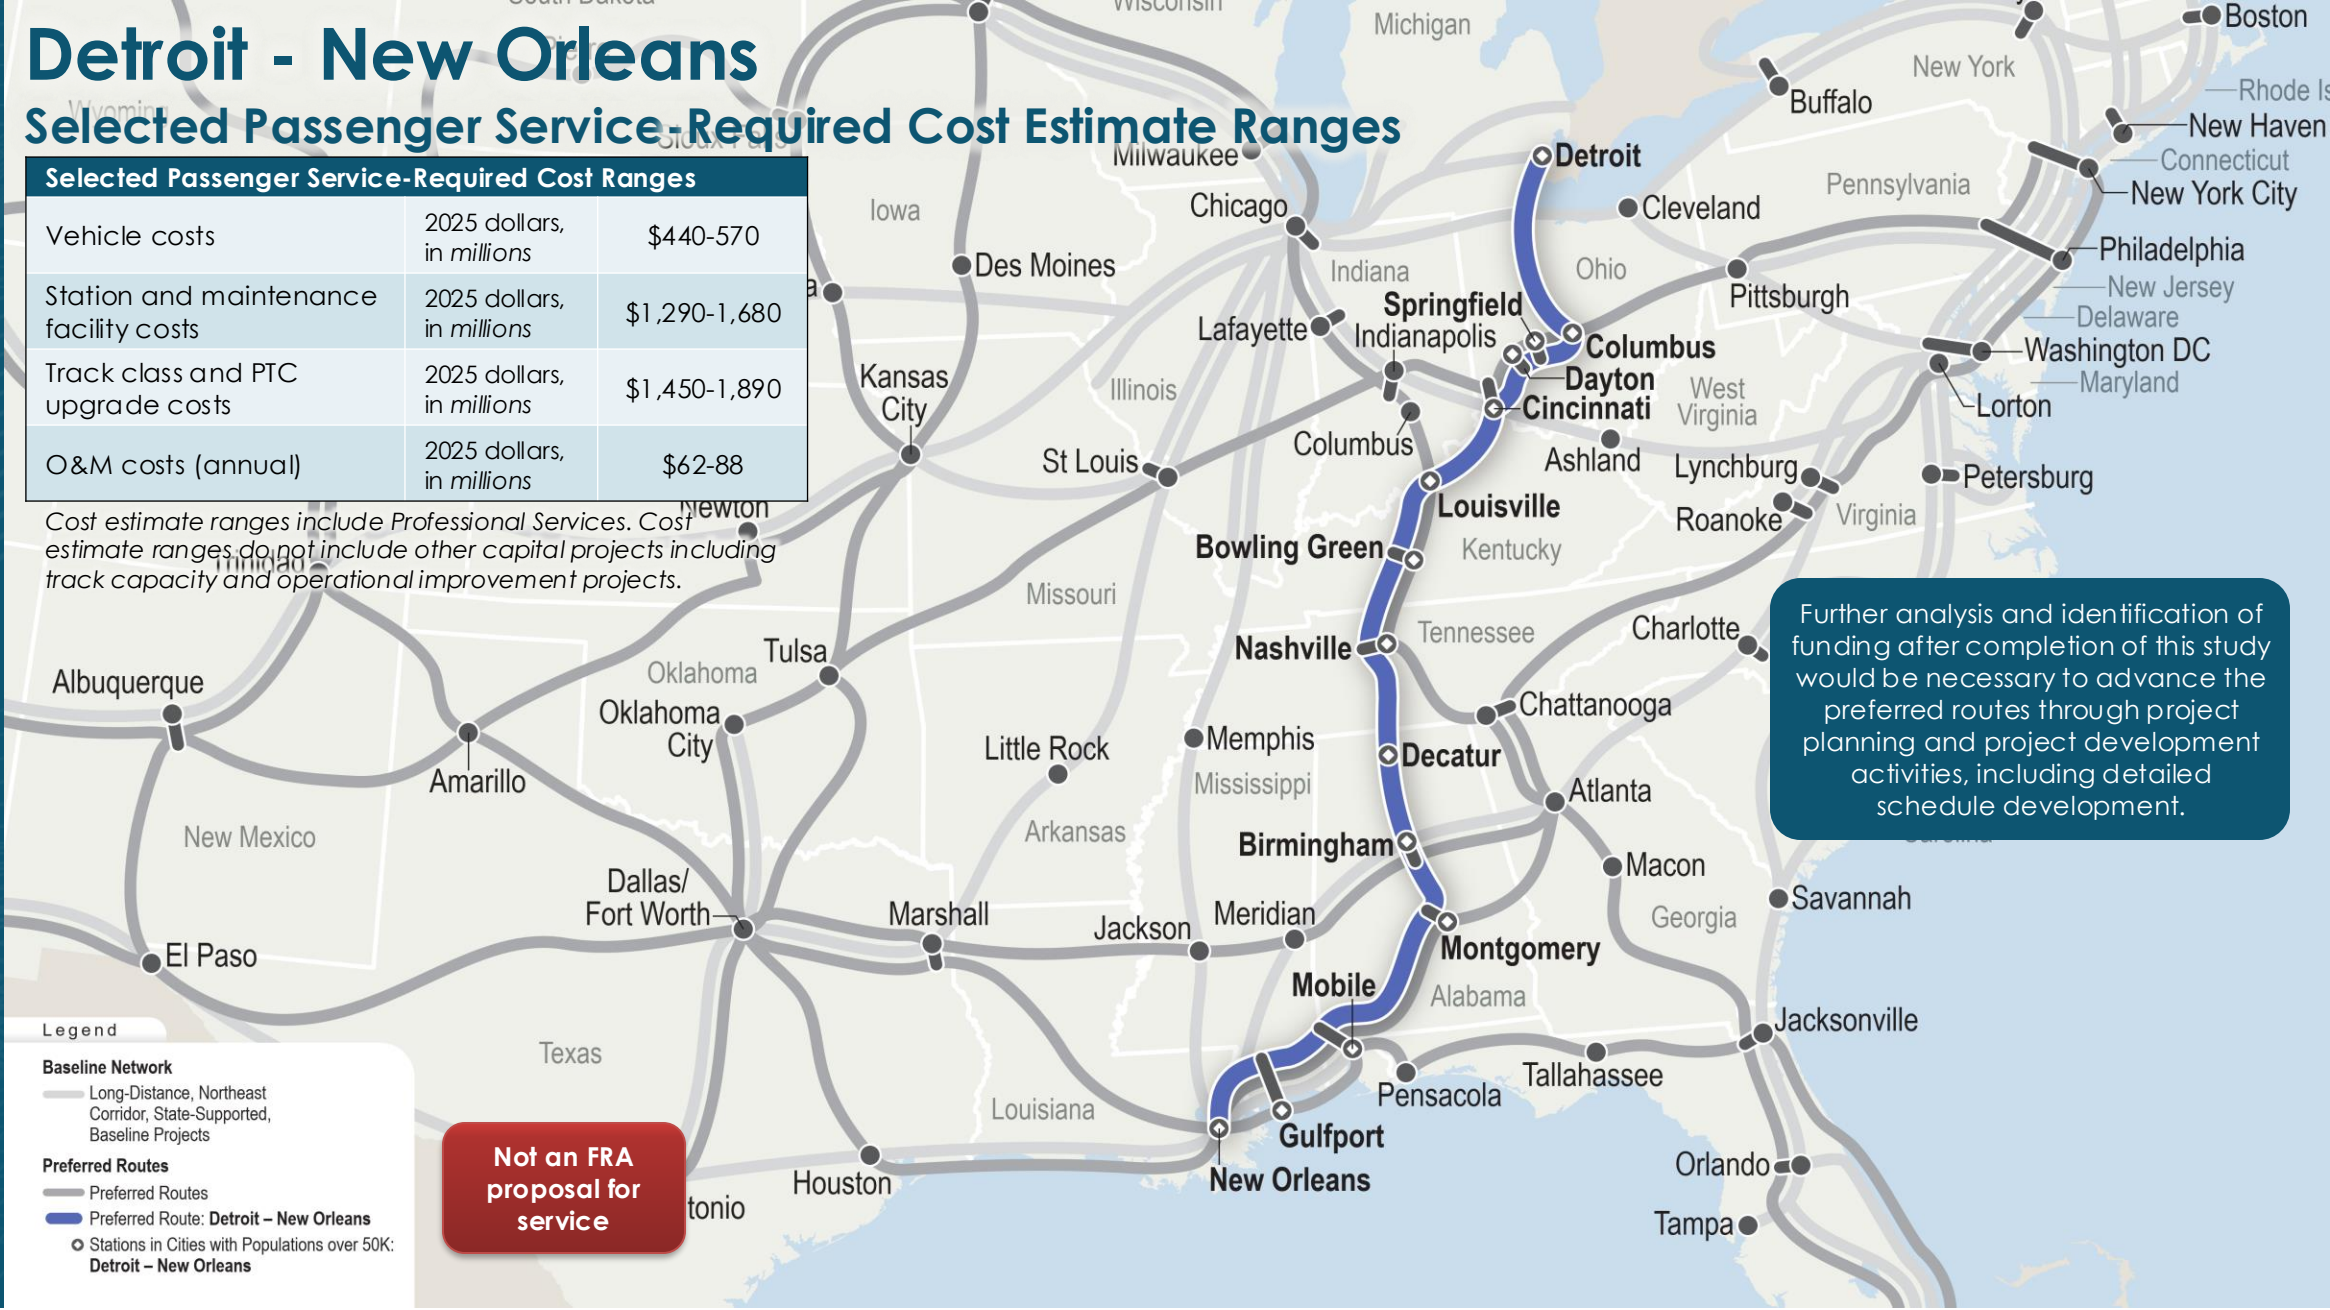 Detroit - New Orleans
Selected Passenger Service-Required Cost Estimate Ranges
Selected Passenger Service-Required Cost Ranges
Vehicle costs
2025 dollars,
in millions
$440-570
Station and maintenance
facility costs
2025 dollars,
in millions
$1,290-1,680
Track class and PTC
upgrade costs
2025 dollars,
in millions
$1,450-1,890
O&M costs (annual)
2025 dollars,
in millions
$62-88
Cost estimate ranges include Professional Services. Cost
estimate ranges do not include other capital projects including
track capacity and operational improvement projects.
South Dakota
Wisconsin
Michigan
Wyoming
Sioux Falls
Milwaukee
Chicago
Iowa
Des Moines
Detroit
Cleveland
Buffalo
New York
Boston
Rhode Is
New Haven
Connecticut
New York City
Pennsylvania
Philadelphia
New Jersey
Delaware
Washington DC
Maryland
Lorton
Pittsburgh
Ohio
Indiana
Springfield
Lafayette
Indianapolis
Columbus
Dayton
Cincinnati
West
Virginia
Kansas
City
Illinois
Columbus
St Louis
Ashland
Lynchburg
Petersburg
Roanoke
Virginia
Louisville
Newton
Trinidad
Bowling Green
Kentucky
Missouri
Nashville
Tennessee
Charlotte
Further analysis and identification of
funding after completion of this study
would be necessary to advance the
preferred routes through project
planning and project development
activities, including detailed
schedule development.
Carolina
Albuquerque
Tulsa
Oklahoma
Oklahoma
City
Amarillo
Little Rock
Memphis
Mississippi
Chattanooga
Decatur
Atlanta
New Mexico
Arkansas
Birmingham
Macon
Dallas/
Fort Worth
Marshall
Jackson
Meridian
Savannah
Georgia
El Paso
Montgomery
Mobile
Alabama
Jacksonville
Texas
Louisiana
Pensacola
Tallahassee
Gulfport
New Orleans
Houston
tonio
Orlando
Tampa
Legend
Baseline Network
Long-Distance, Northeast
Corridor, State-Supported,
Baseline Projects
Preferred Routes
Preferred Routes
Preferred Route: Detroit – New Orleans
Stations in Cities with Populations over 50K:
Detroit – New Orleans
Not an FRA
proposal for
service